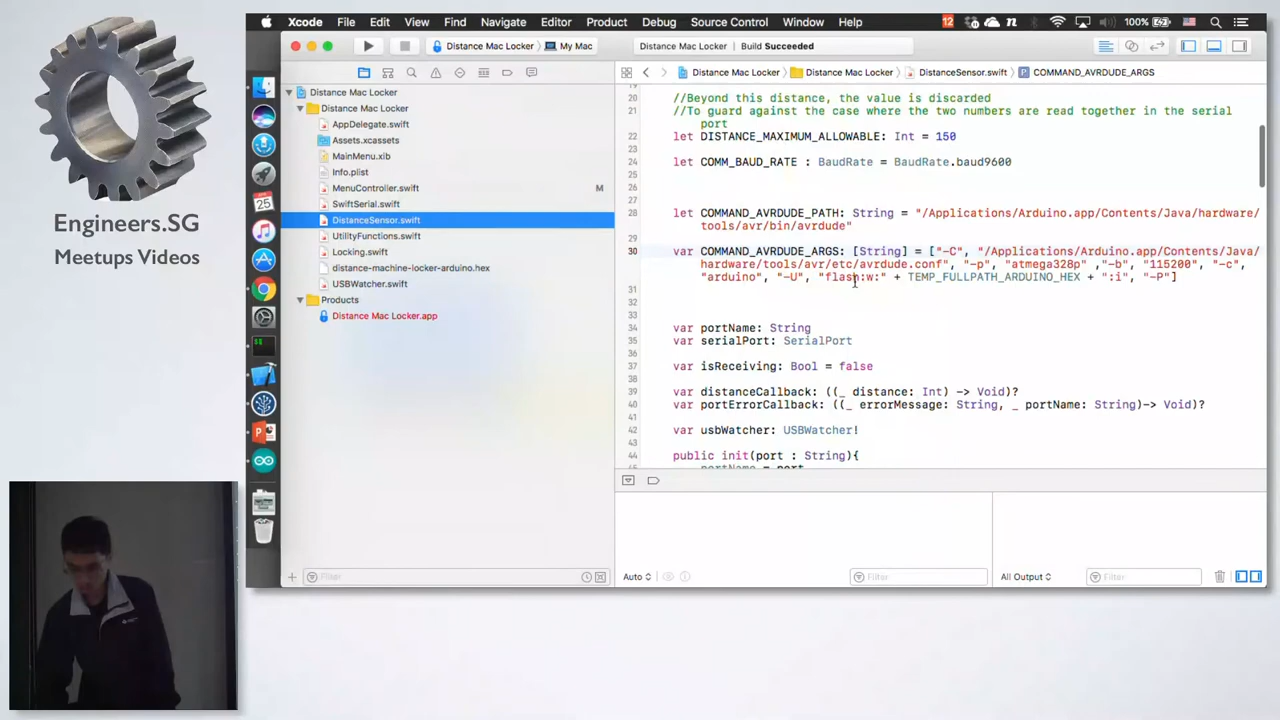 Xcode File Edit View Find Navigate Editor Product Debug Source Control Window Help 12 100%
Distance Mac Locker My Mac Distance Mac Locker | Build Succeeded
Distance Mac Locker Distance Mac Locker DistanceSensor.swift P COMMAND_AVRDUDE_ARGS
Distance Mac Locker
Distance Mac Locker
AppDelegate.swift
Assets.xcassets
MainMenu.xib
Info.plist
MenuController.swift M
SwiftSerial.swift
DistanceSensor.swift
UtilityFunctions.swift
Locking.swift
distance-machine-locker-arduino.hex
USBWatcher.swift
Products
Distance Mac Locker.app
Filter
19
20 //Beyond this distance, the value is discarded
21 //To guard against the case where the two numbers are read together in the serial
port
22 let DISTANCE_MAXIMUM_ALLOWABLE: Int = 150
23
24 let COMM_BAUD_RATE : BaudRate = BaudRate.baud9600
25
26
27
28 let COMMAND_AVRDUDE_PATH: String = "/Applications/Arduino.app/Contents/Java/hardware/
tools/avr/bin/avrdude"
29
30 var COMMAND_AVRDUDE_ARGS: [String] = ["-C", "/Applications/Arduino.app/Contents/Java/
hardware/tools/avr/etc/avrdude.conf", "-p", "atmega328p" ,"-b", "115200", "-c",
"arduino", "-U", "flash:w:" + TEMP_FULLPATH_ARDUINO_HEX + ":i", "-P"]
31
32
33
34 var portName: String
35 var serialPort: SerialPort
36
37 var isReceiving: Bool = false
38
39 var distanceCallback: ((_ distance: Int) -> Void)?
40 var portErrorCallback: ((_ errorMessage: String, _ portName: String)-> Void)?
41
42 var usbWatcher: USBWatcher!
43
44 public init(port : String){
portName = port
Auto Filter All Output Filter
FRI
25
Engineers.SG
Meetups Videos